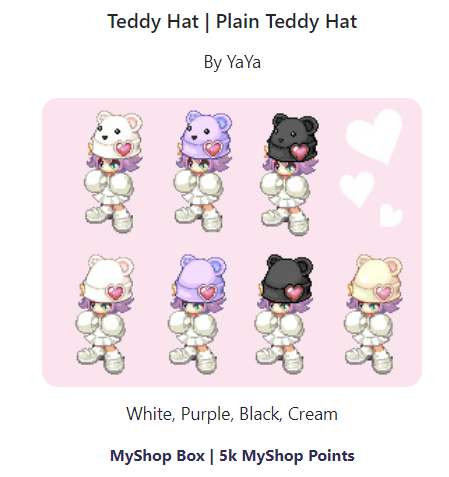 Teddy Hat | Plain Teddy Hat
By YaYa
White, Purple, Black, Cream
MyShop Box | 5k MyShop Points